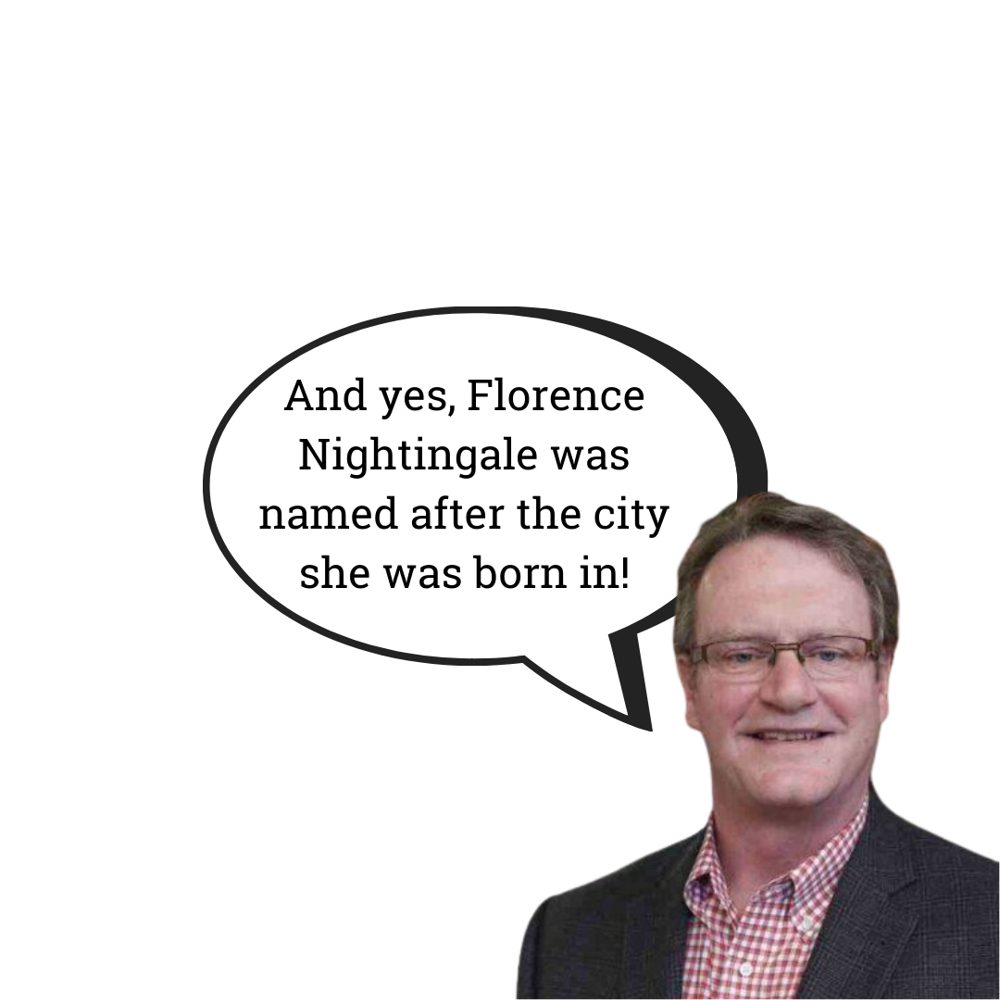 And yes, Florence
Nightingale was
named after the city
she was born in!